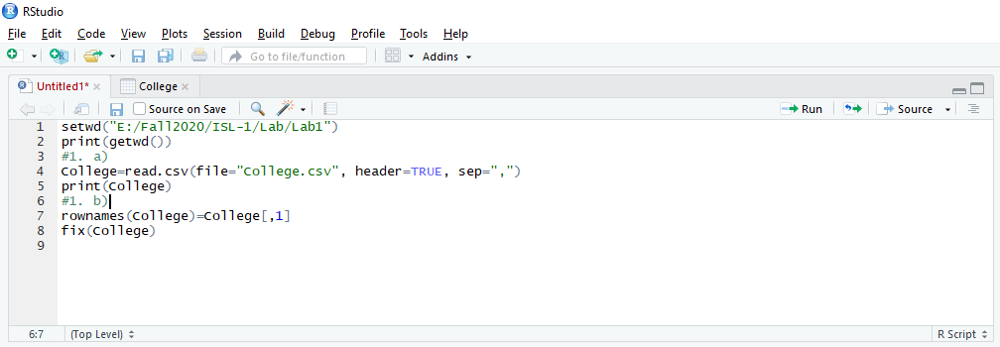 RStudio
File Edit Code View Plots Session Build Debug Profile Tools Help
Go to file/function Addins
Untitled1* College
Source on Save Run Source
1 setwd("E:/Fall2020/ISL-1/Lab/Lab1")
2 print(getwd())
3 #1. a)
4 College=read.csv(file="College.csv", header=TRUE, sep=",")
5 print(College)
6 #1. b)
7 rownames(College)=College[,1]
8 fix(College)
9
6:7 (Top Level) R Script